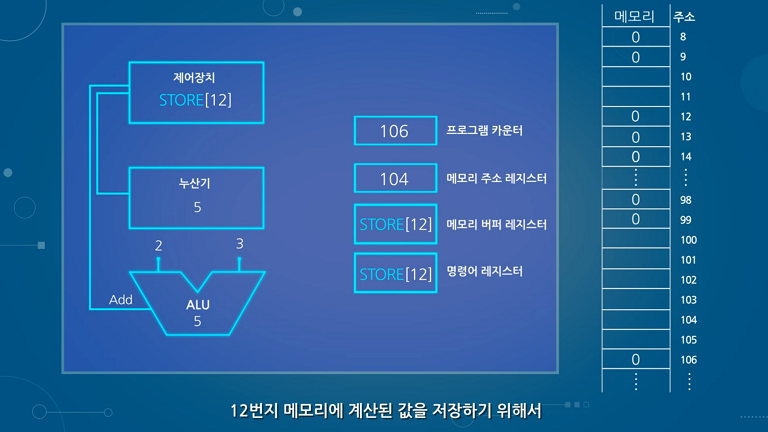 제어장치
STORE[12]
누산기
5
2
3
Add
ALU
5
106
프로그램 카운터
104
메모리 주소 레지스터
STORE[12]
메모리 버퍼 레지스터
STORE[12]
명령어 레지스터
메모리 주소
0 8
0 9
10
11
0 12
0 13
0 14
0 98
0 99
100
101
102
103
104
105
0 106
12번지 메모리에 계산된 값을 저장하기 위해서